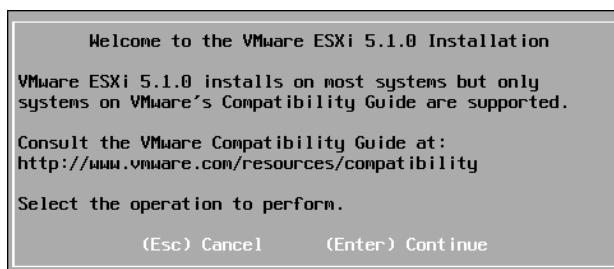 Welcome to the VMware ESXi 5.1.0 Installation
VMware ESXi 5.1.0 installs on most systems but only
systems on VMware's Compatibility Guide are supported.
Consult the VMware Compatibility Guide at:
http://www.vmware.com/resources/compatibility
Select the operation to perform.
(Esc) Cancel (Enter) Continue